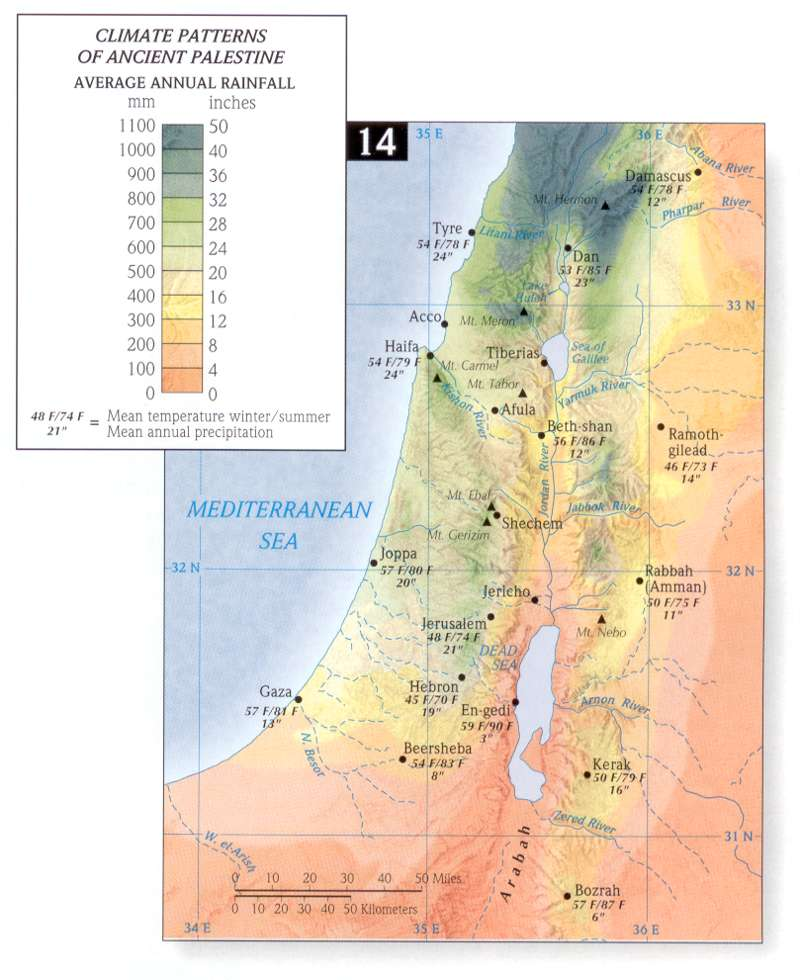 CLIMATE PATTERNS
OF ANCIENT PALESTINE
AVERAGE ANNUAL RAINFALL
mm inches
1100 50
1000 40
900 36
800 32
700 28
600 24
500 20
400 16
300 12
200 8
100 4
0 0
48 F/74 F
21"
=
Mean temperature winter/summer
Mean annual precipitation
14
35 E
36 E
Abana River
Damascus
54 F/78 F
12"
Mt. Hermon
Pharpar River
Tyre
54 F/78 F
24"
Litani River
Dan
53 F/85 F
23"
Lake
Huleh
33 N
Acco
Mt. Meron
Haifa
54 F/79 F
24"
Mt. Carmel
Tiberias
Sea of
Galilee
Mt. Tabor
Yarmuk River
Kishon River
Afula
Beth-shan
56 F/86 F
12"
Ramoth-
gilead
46 F/73 F
14"
Jordan River
MEDITERRANEAN
SEA
Mt. Ebal
Shechem
Jabbok River
Mt. Gerizim
Joppa
57 F/80 F
20"
32 N
32 N
Rabbah
(Amman)
50 F/75 F
11"
Jericho
Jerusalem
48 F/74 F
21"
Mt. Nebo
DEAD
SEA
Hebron
45 F/70 F
19"
Gaza
57 F/81 F
13"
En-gedi
59 F/90 F
3"
Arnon River
N. Besor
Beersheba
54 F/83 F
8"
Kerak
50 F/79 F
16"
Zered River
31 N
W. el-Arish
Arabah
0 10 20 30 40 50 Miles
0 10 20 30 40 50 Kilometers
Bozrah
57 F/87 F
6"
34 E
35 E
36 E